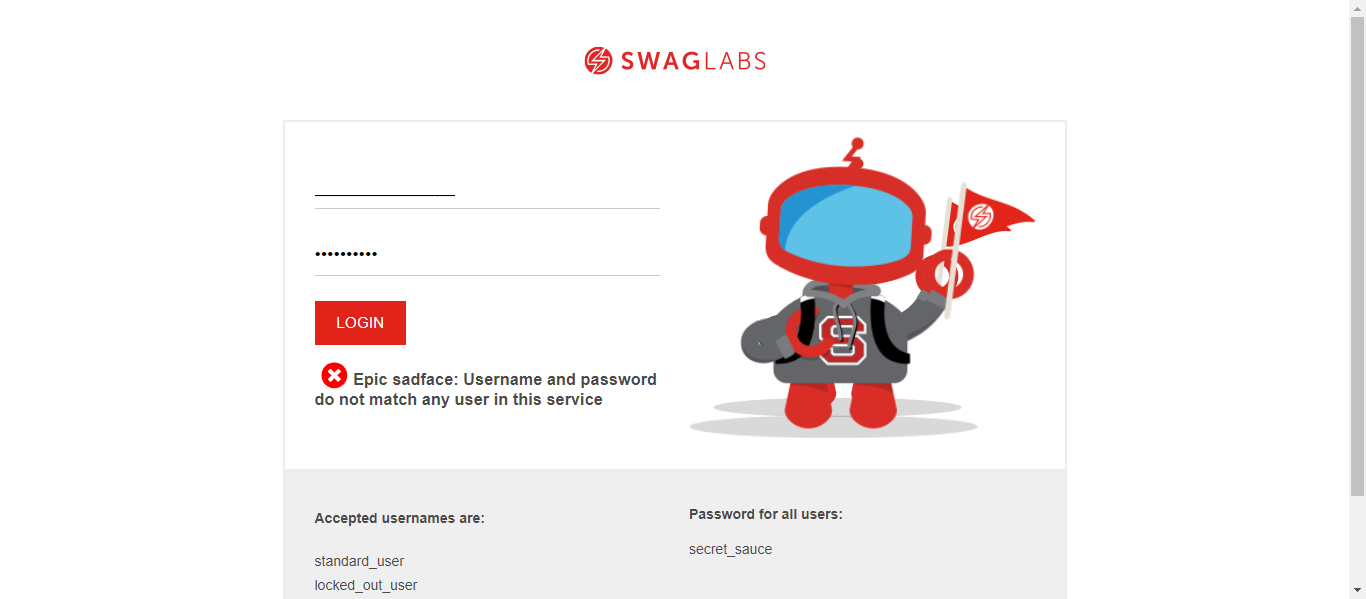 SWAGLABS
________________
••••••••••
LOGIN
Epic sadface: Username and password
do not match any user in this service
S
Accepted usernames are:
standard_user
locked_out_user
Password for all users:
secret_sauce